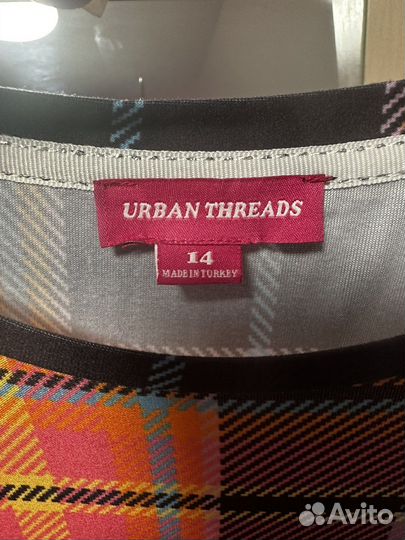 URBAN THREADS
14
MADE IN TURKEY
Avito